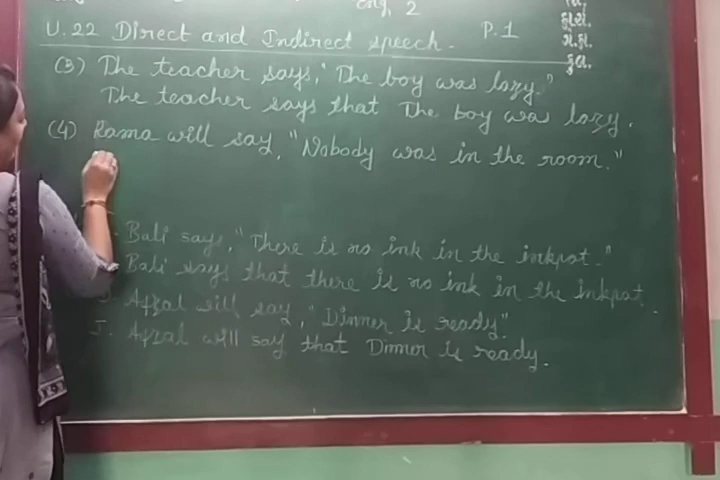 eng, 2
U. 22 Direct and Indirect speech. P. 1
કારો.
ગે.હા.
કુલ.
(3) The teacher says, "The boy was lazy."
The teacher says that The boy was lazy.
(4) Rama will say, "Nobody was in the room."
Bali says, "There is no ink in the inkpot."
Bali says that there is no ink in the inkpot.
Afzal will say, "Dinner is ready".
J. Afzal will say that Dinner is ready.